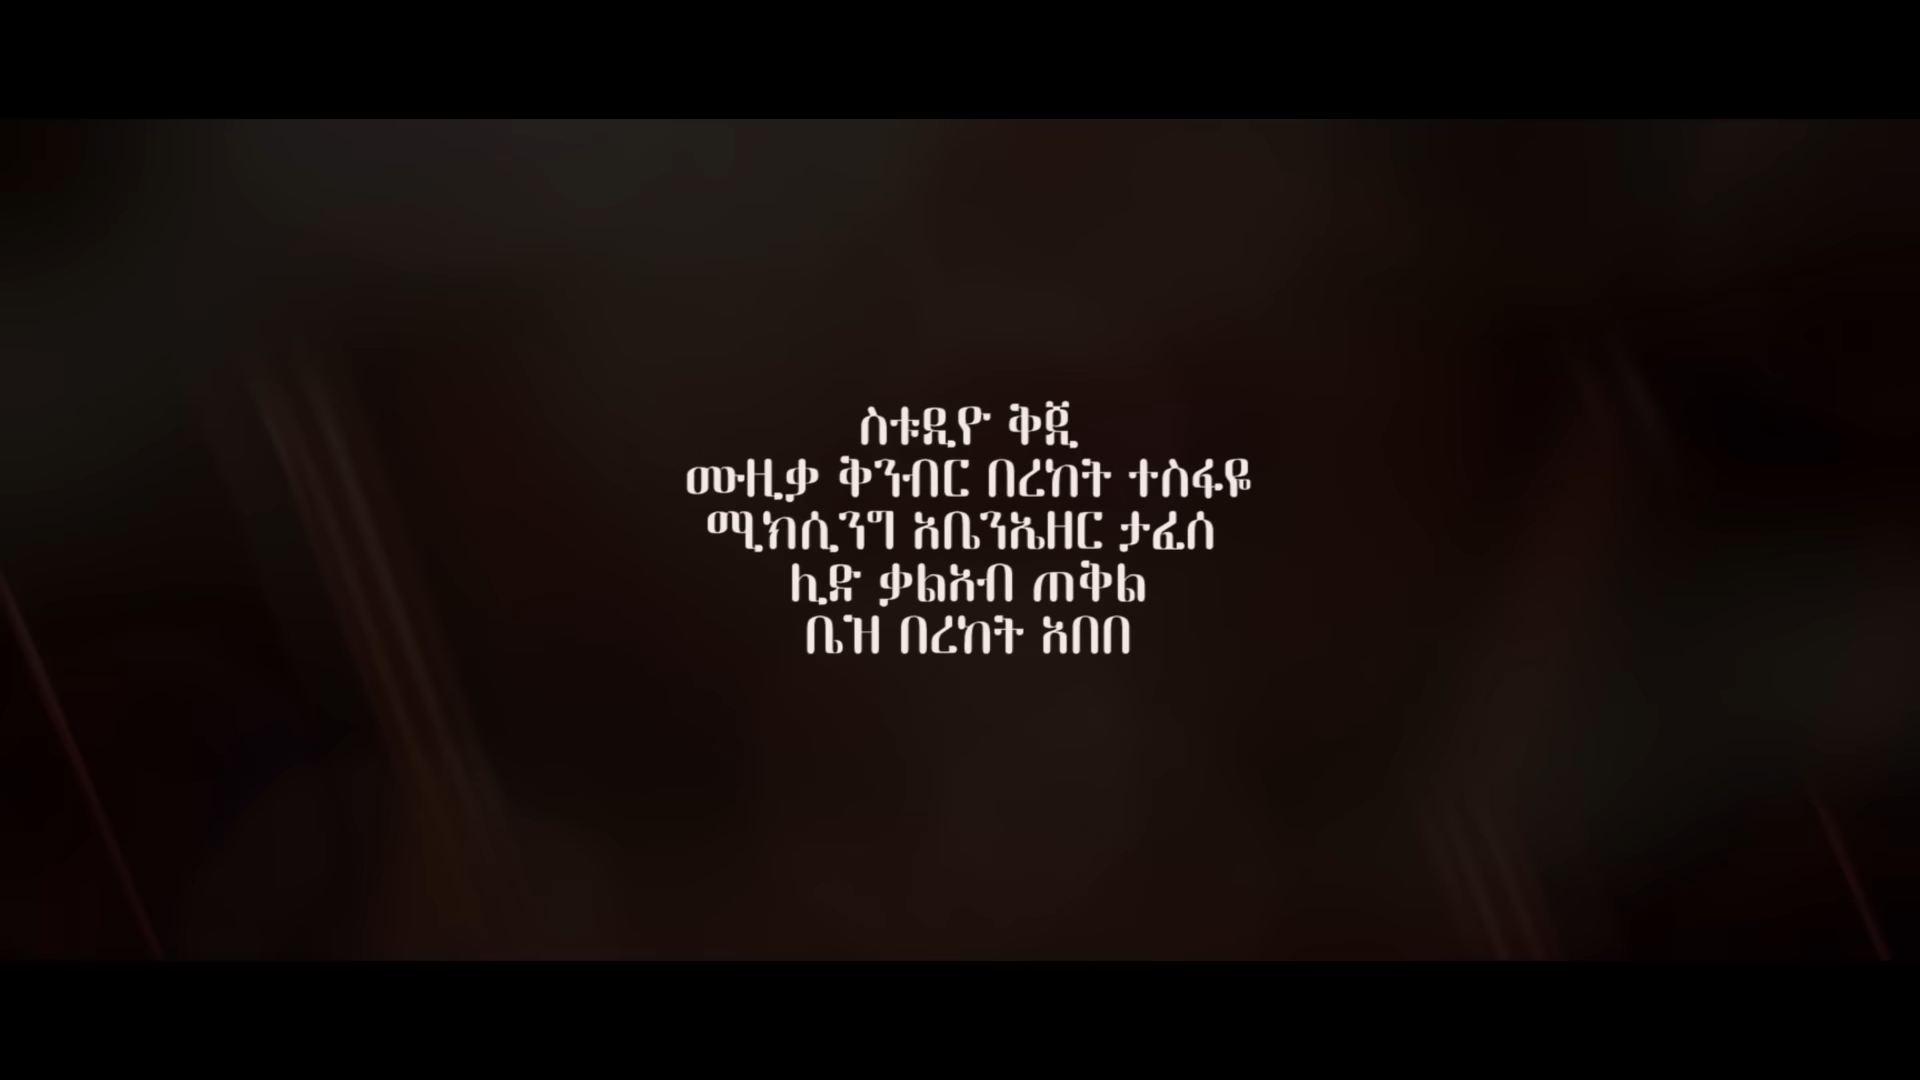 ስቱዲዮ ቅጂ
ሙዚቃ ቅንብር በረከት ተስፋዬ
ሚክሲንግ አቤንኤዘር ታፈሰ
ሊድ ቃልአብ ጠቅል
ቤዝ በረከት አበበ